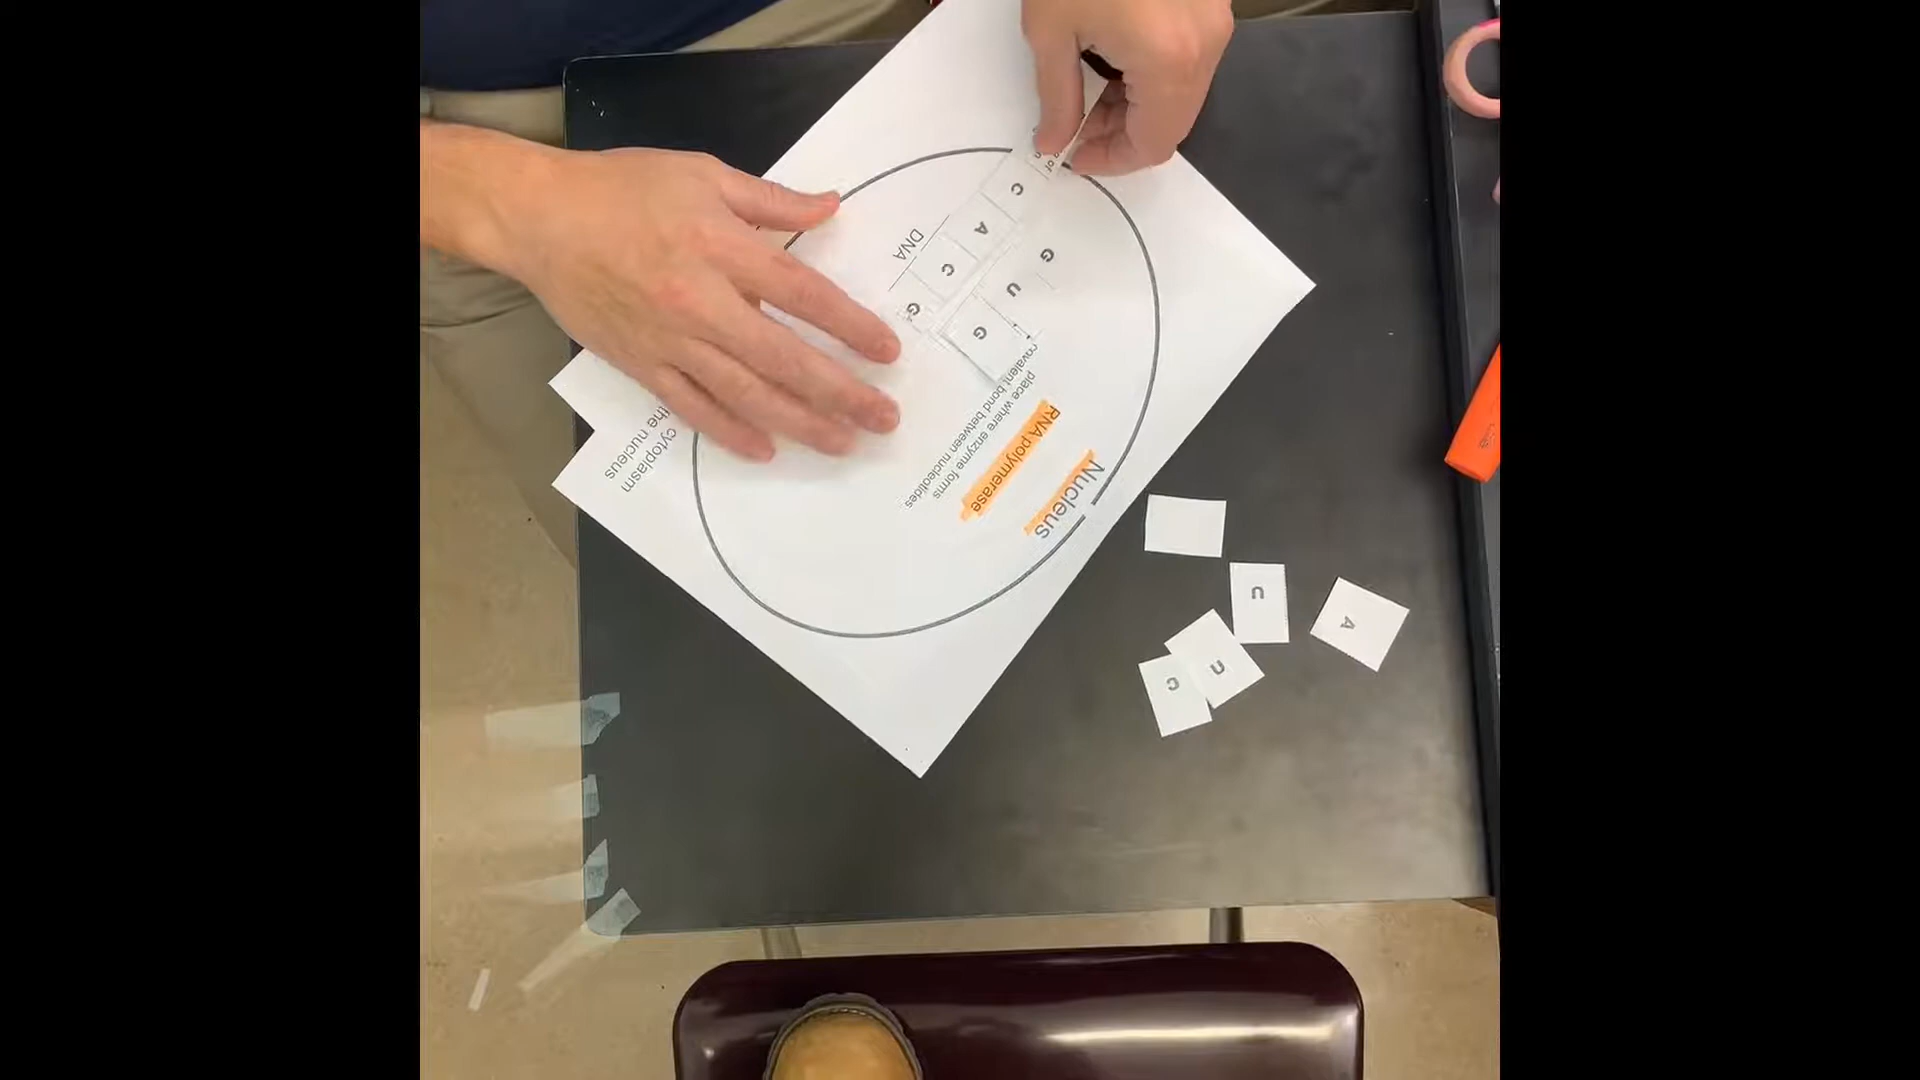 Nucleus
RNA polymerase
place where enzyme forms
covalent bond between nucleotides
DNA
C
A
C
G
G
U
G
cytoplasm
the nucleus
U
A
U
C